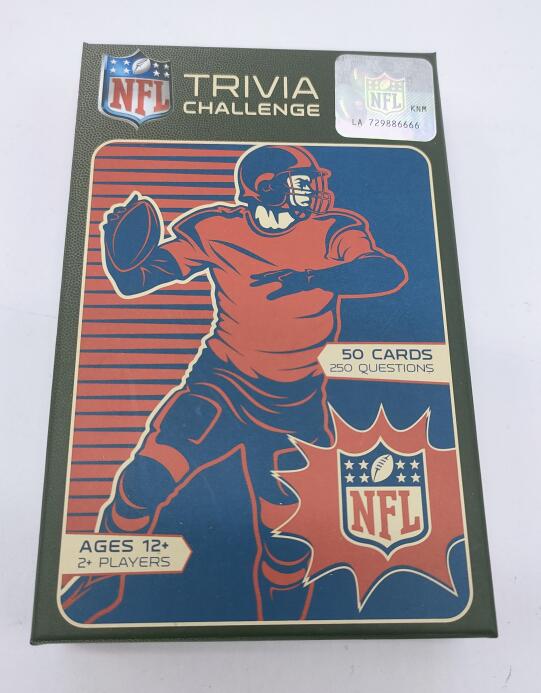 NFL
TRIVIA
CHALLENGE
NFL
KNM
LA 729886666
50 CARDS
250 QUESTIONS
NFL
AGES 12+
2+ PLAYERS